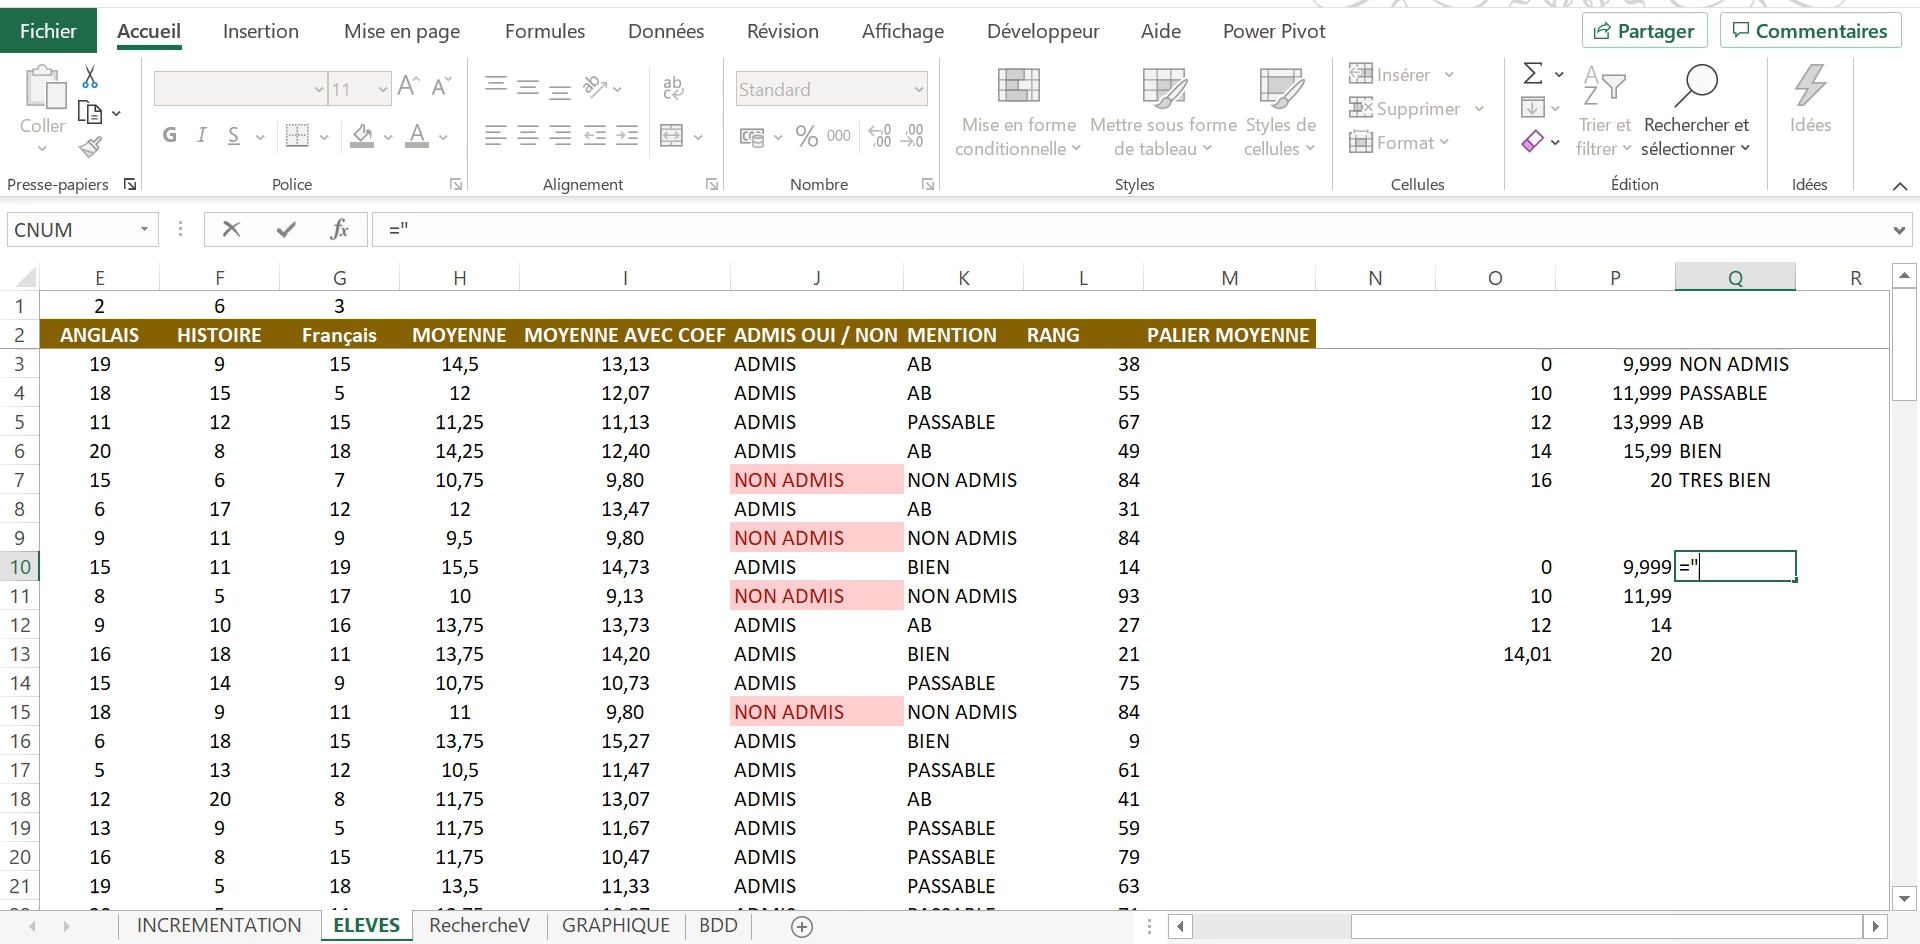 Fichier Accueil Insertion Mise en page Formules Données Révision Affichage Développeur Aide Power Pivot Partager Commentaires
11 A A ab Standard Insérer Σ A
Coller Mise en forme Mettre sous forme Styles de Supprimer Trier et Rechercher et Idées
G I S A % 000 ,00 ,00 conditionnelle de tableau cellules Format filtrer sélectionner
Presse-papiers Police Alignement Nombre Styles Cellules Édition Idées
CNUM fx ="
E F G H I J K L M N O P Q R
1 2 6 3
2 ANGLAIS HISTOIRE Français MOYENNE MOYENNE AVEC COEF ADMIS OUI / NON MENTION RANG PALIER MOYENNE
3 19 9 15 14,5 13,13 ADMIS AB 38 0 9,999 NON ADMIS
4 18 15 5 12 12,07 ADMIS AB 55 10 11,999 PASSABLE
5 11 12 15 11,25 11,13 ADMIS PASSABLE 67 12 13,999 AB
6 20 8 18 14,25 12,40 ADMIS AB 49 14 15,99 BIEN
7 15 6 7 10,75 9,80 NON ADMIS NON ADMIS 84 16 20 TRES BIEN
8 6 17 12 12 13,47 ADMIS AB 31
9 9 11 9 9,5 9,80 NON ADMIS NON ADMIS 84
10 15 11 19 15,5 14,73 ADMIS BIEN 14 0 9,999 ="
11 8 5 17 10 9,13 NON ADMIS NON ADMIS 93 10 11,99
12 9 10 16 13,75 13,73 ADMIS AB 27 12 14
13 16 18 11 13,75 14,20 ADMIS BIEN 21 14,01 20
14 15 14 9 10,75 10,73 ADMIS PASSABLE 75
15 18 9 11 11 9,80 NON ADMIS NON ADMIS 84
16 6 18 15 13,75 15,27 ADMIS BIEN 9
17 5 13 12 10,5 11,47 ADMIS PASSABLE 61
18 12 20 8 11,75 13,07 ADMIS AB 41
19 13 9 5 11,75 11,67 ADMIS PASSABLE 59
20 16 8 15 11,75 10,47 ADMIS PASSABLE 79
21 19 5 18 13,5 11,33 ADMIS PASSABLE 63
INCREMENTATION ELEVES RechercheV GRAPHIQUE BDD